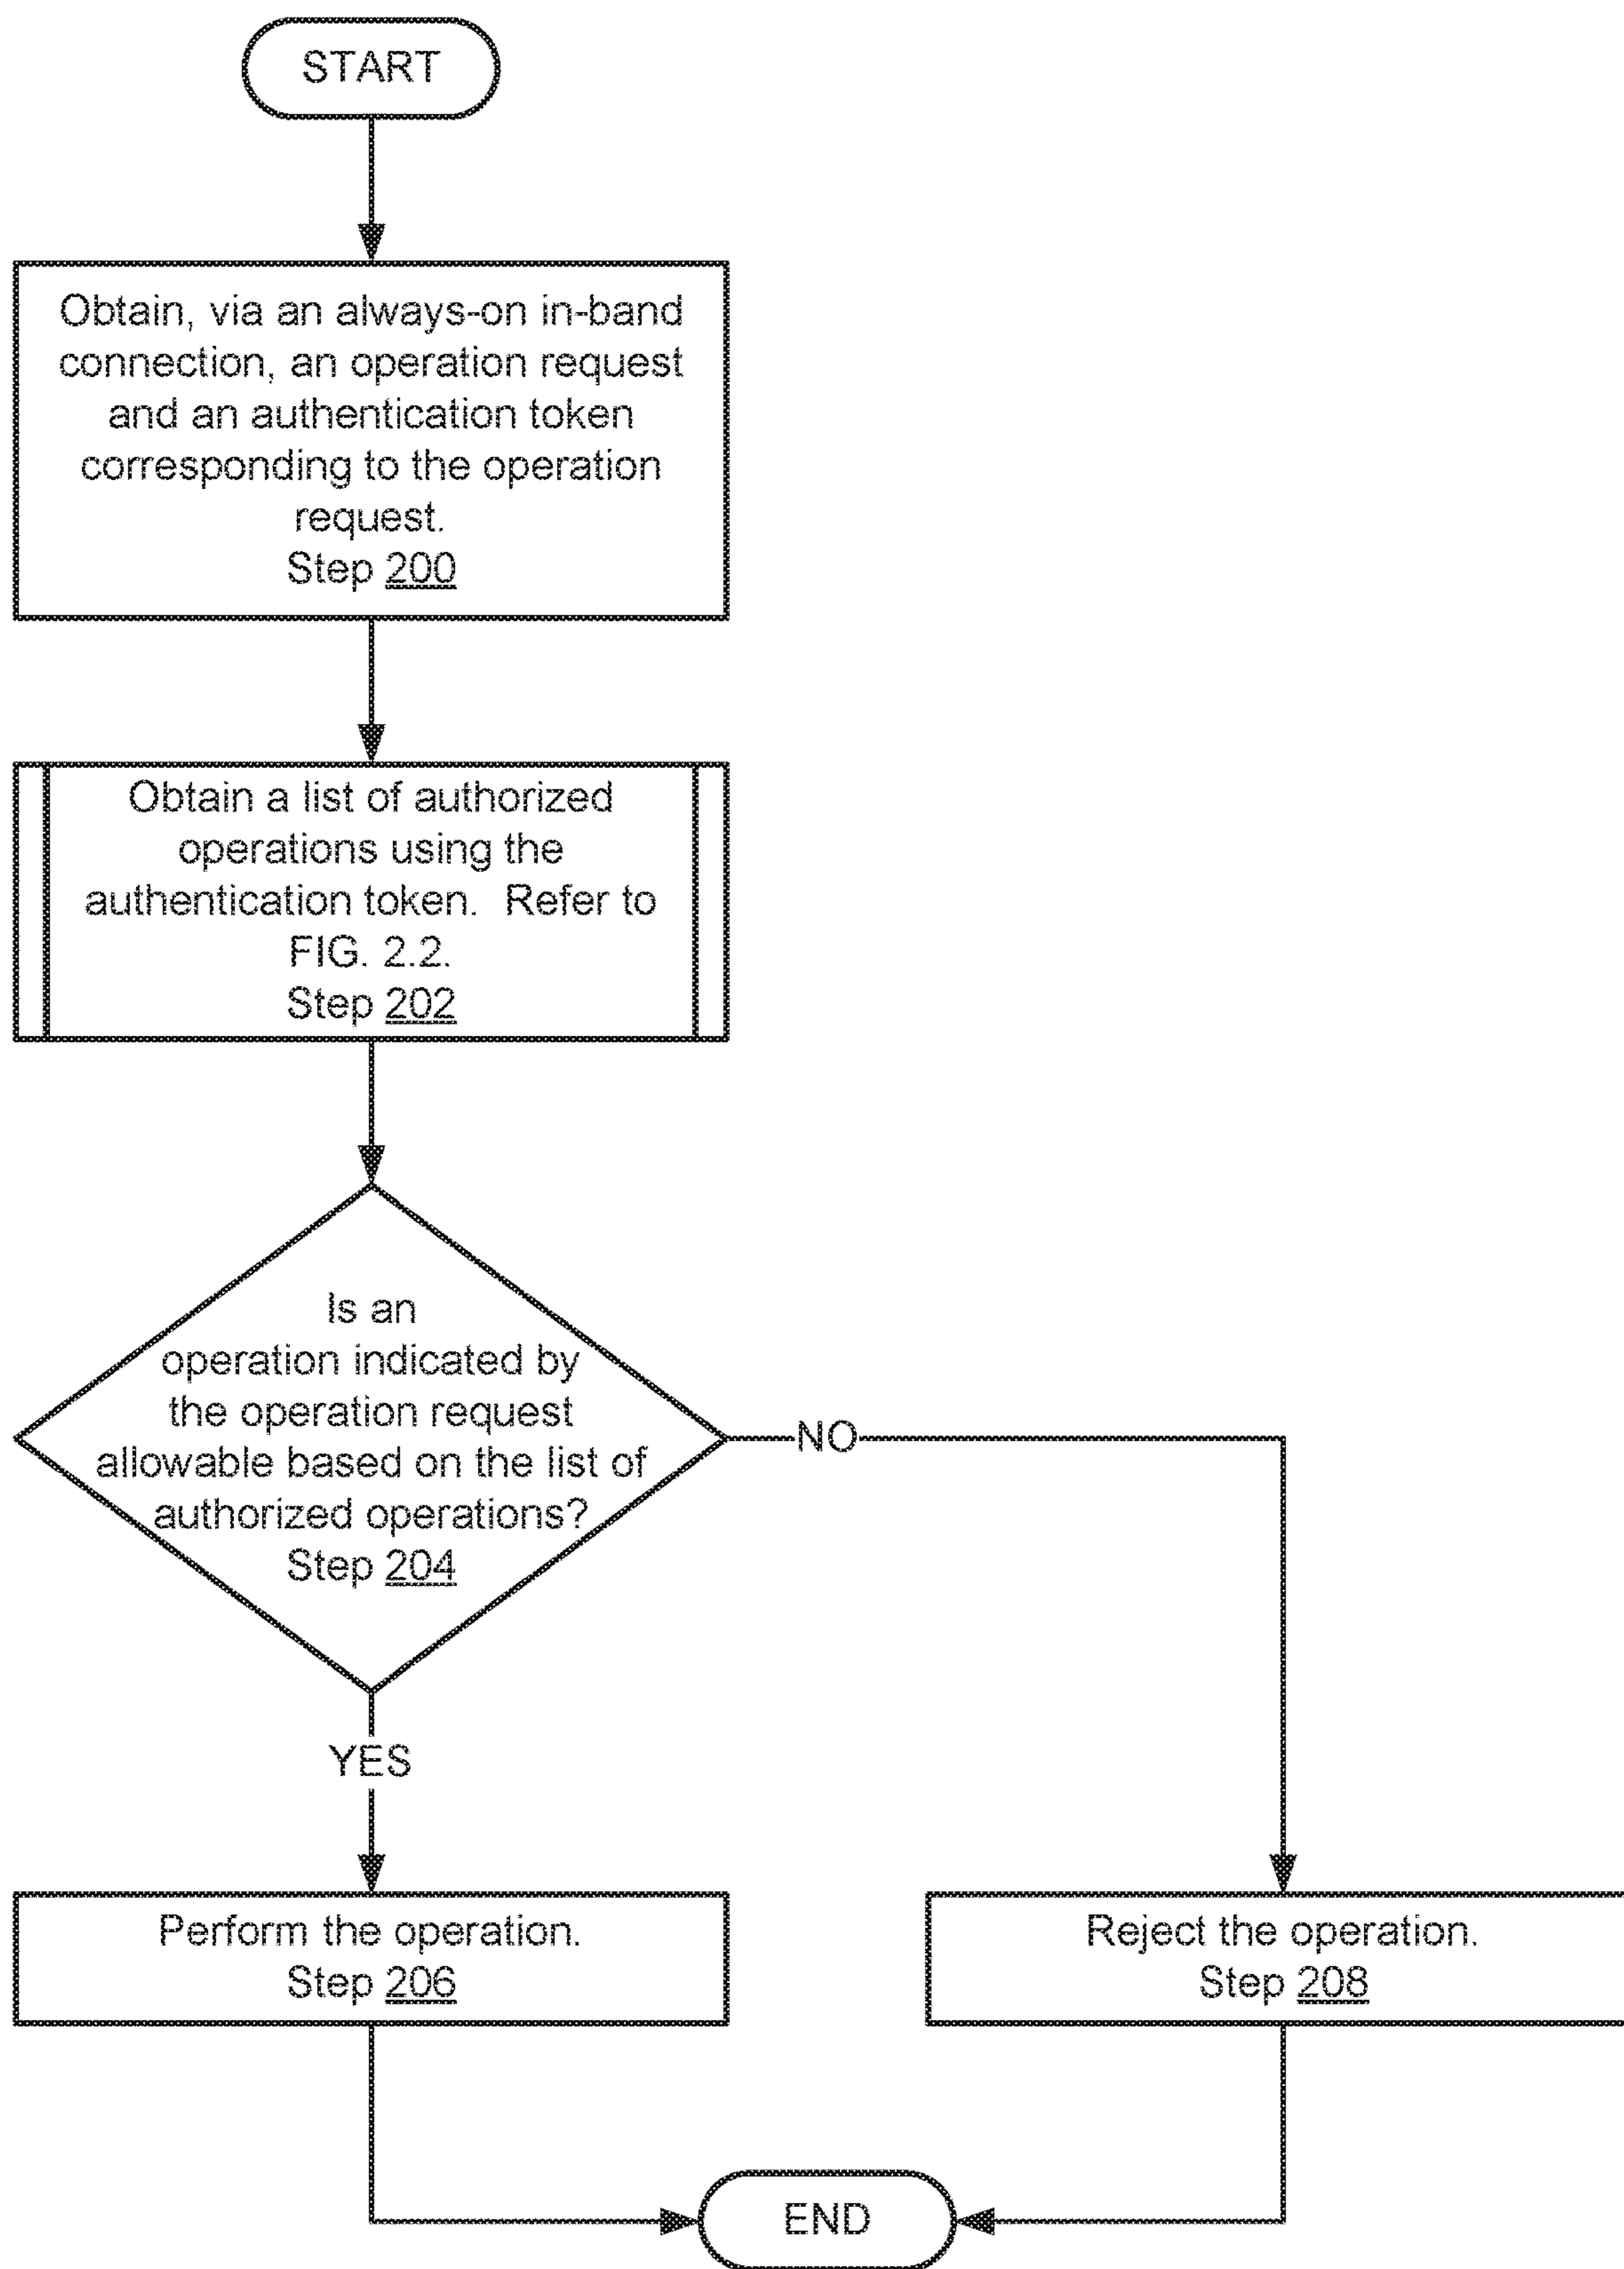 START
Obtain, via an always-on in-band
connection, an operation request
and an authentication token
corresponding to the operation
request.
Step 200
Obtain a list of authorized
operations using the
authentication token. Refer to
FIG. 2.2.
Step 202
Is an
operation indicated by
the operation request
allowable based on the list of
authorized operations?
Step 204
NO
YES
Perform the operation.
Step 206
Reject the operation.
Step 208
END